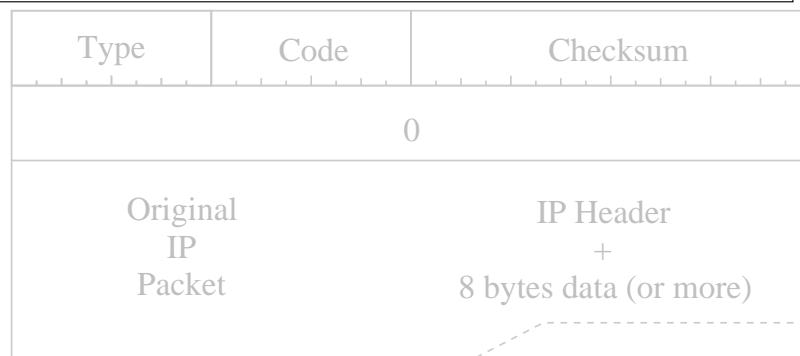 Type Code Checksum
0
Original IP Header
IP +
Packet 8 bytes data (or more)